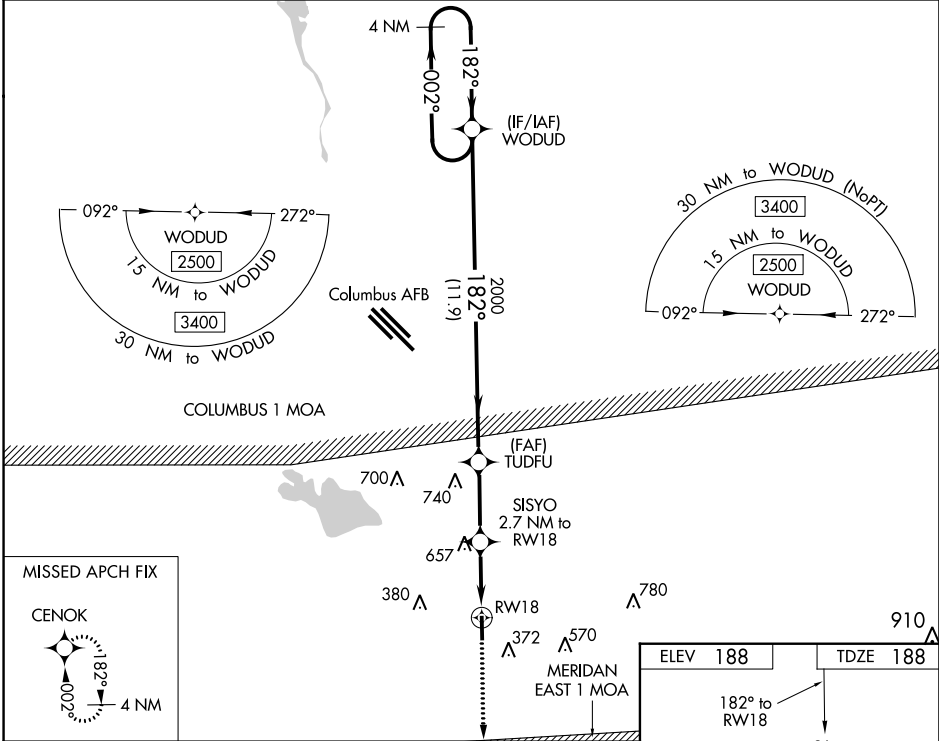 4 NM
182°
002°
(IF/IAF)
WODUD
092°
272°
WODUD
2500
15 NM to WODUD
3400
30 NM to WODUD
30 NM to WODUD (NoPT)
3400
15 NM to WODUD
2500
WODUD
092°
272°
2000
182°
(11.9)
Columbus AFB
COLUMBUS 1 MOA
(FAF)
TUDFU
700
740
SISYO
2.7 NM to
RW18
657
MISSED APCH FIX
CENOK
182°
002°
4 NM
380
RW18
780
372
570
910
MERIDAN
EAST 1 MOA
ELEV 188
TDZE 188
182° to
RW18